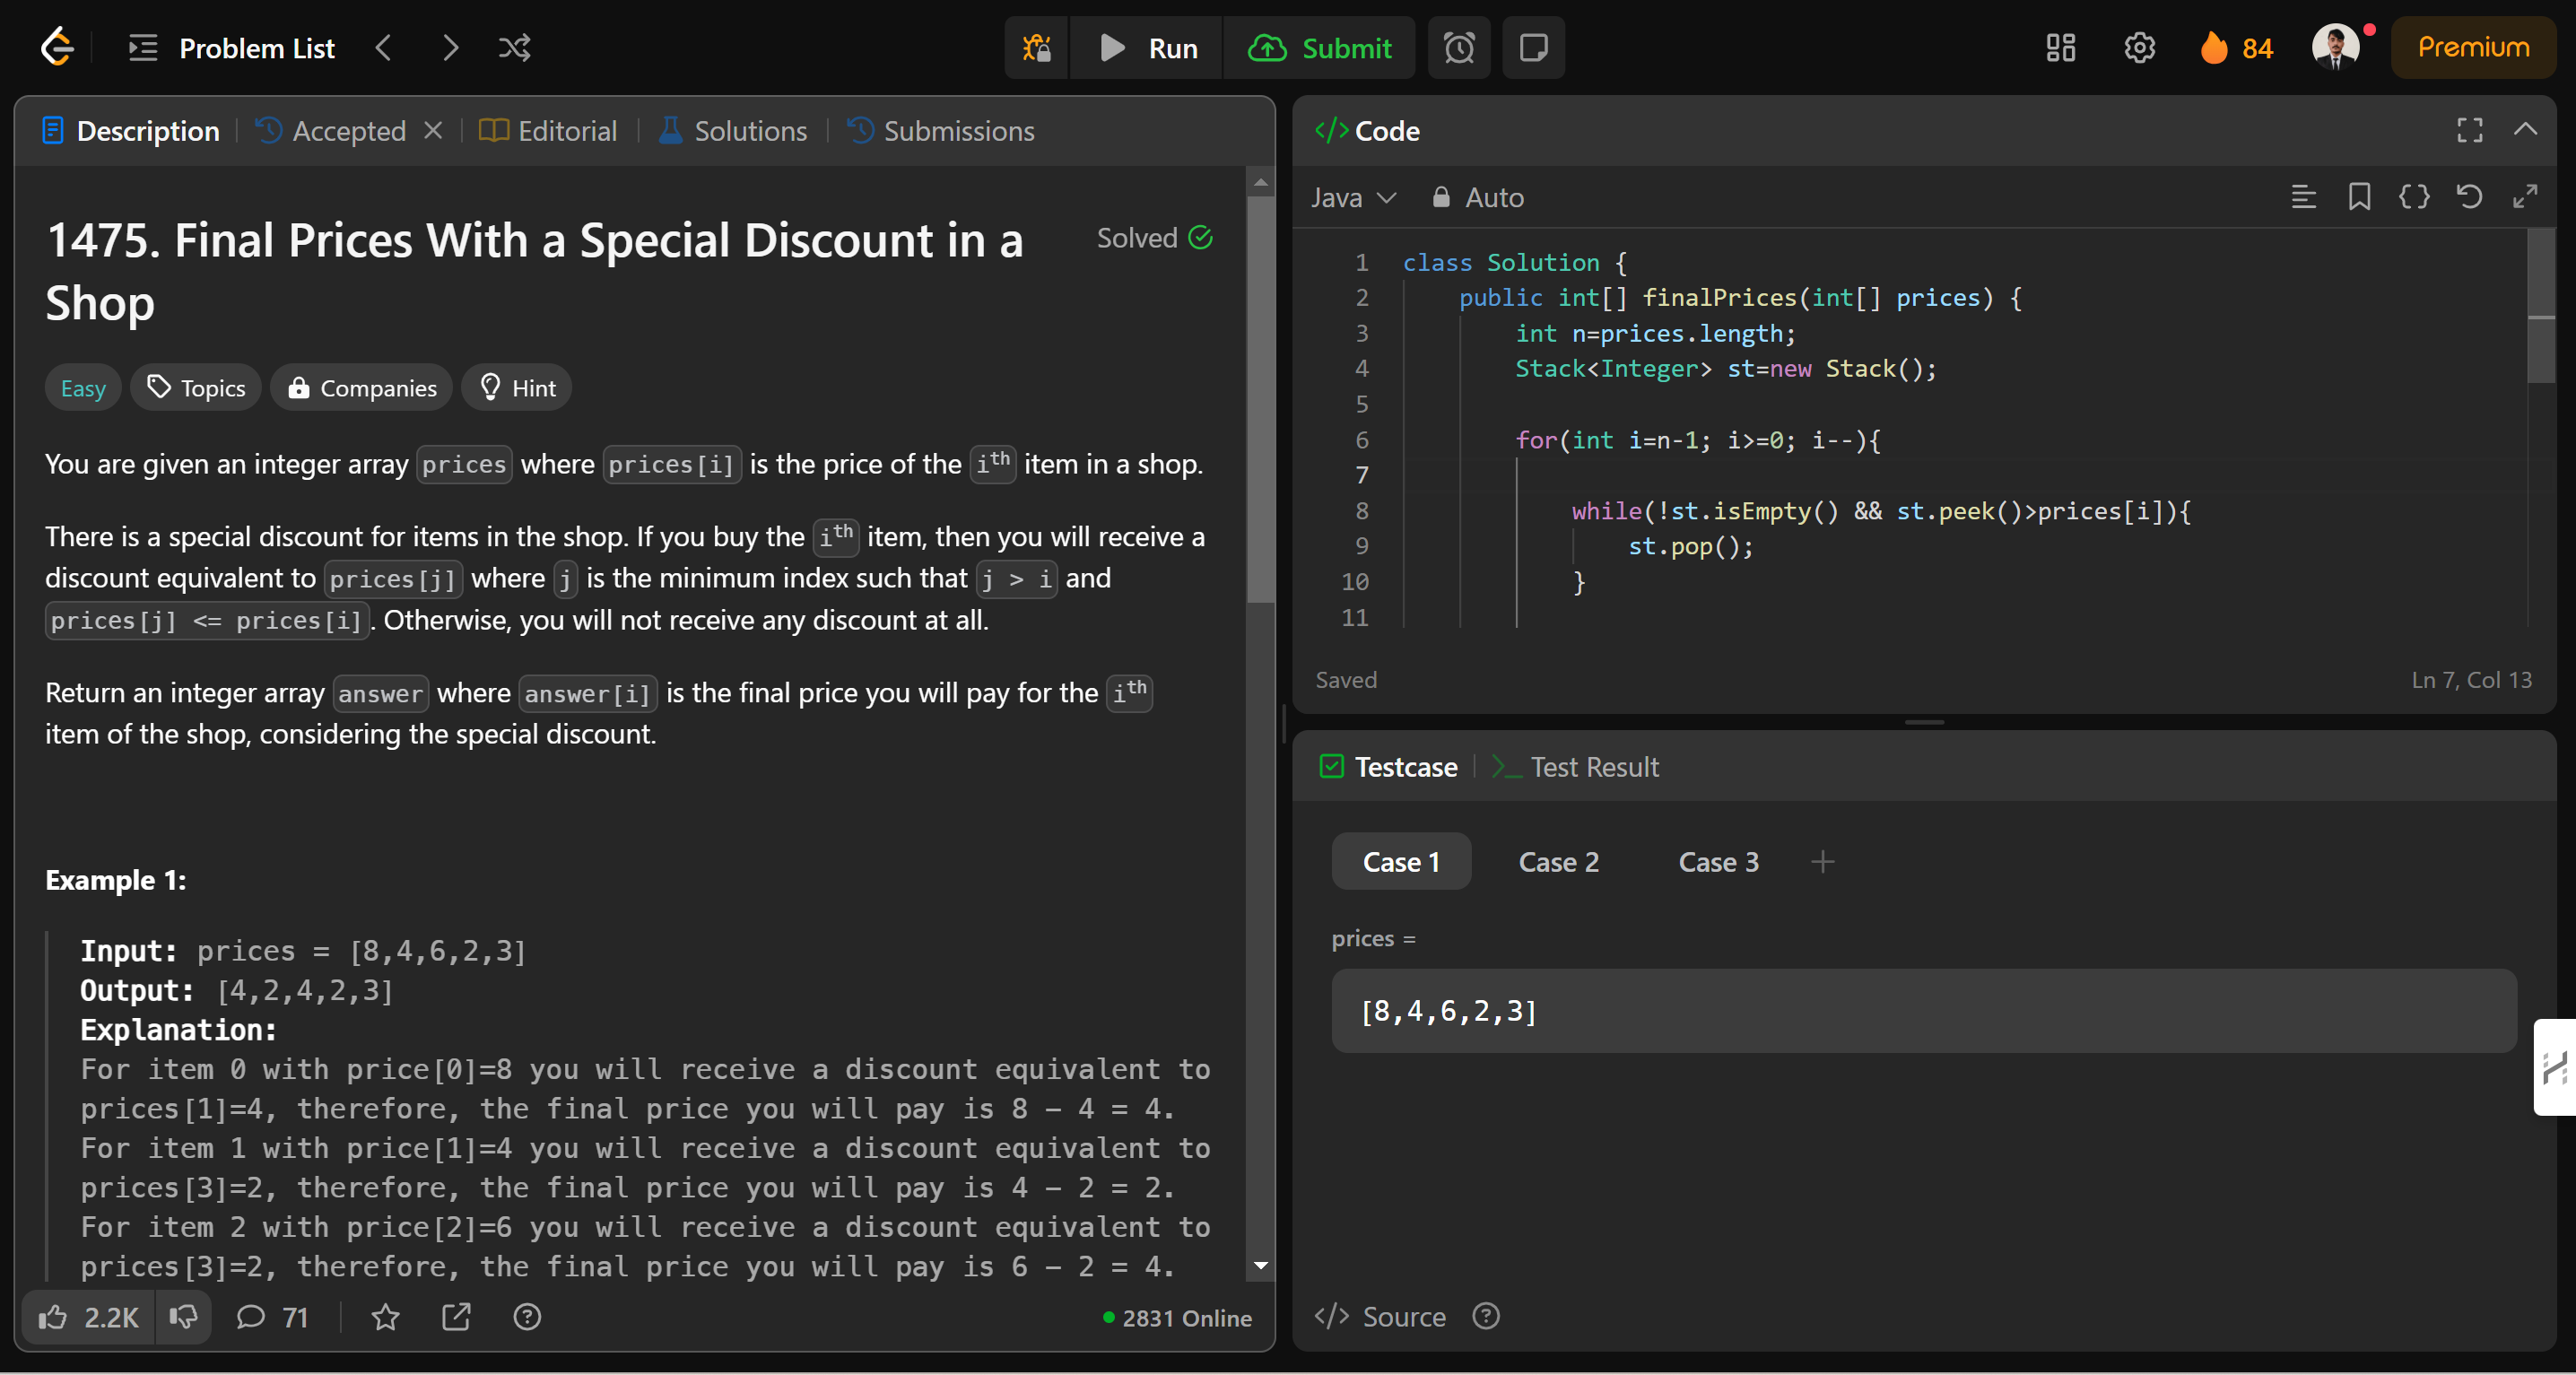 Problem List
Run
Submit
84
Premium
Description
Accepted
Editorial
Solutions
Submissions
1475. Final Prices With a Special Discount in a
Shop
Solved
Easy
Topics
Companies
Hint
You are given an integer array prices where prices[i] is the price of the ith item in a shop.
There is a special discount for items in the shop. If you buy the ith item, then you will receive a
discount equivalent to prices[j] where j is the minimum index such that j > i and
prices[j] <= prices[i]. Otherwise, you will not receive any discount at all.
Return an integer array answer where answer[i] is the final price you will pay for the ith
item of the shop, considering the special discount.
Example 1:
Input: prices = [8,4,6,2,3]
Output: [4,2,4,2,3]
Explanation:
For item 0 with price[0]=8 you will receive a discount equivalent to
prices[1]=4, therefore, the final price you will pay is 8 - 4 = 4.
For item 1 with price[1]=4 you will receive a discount equivalent to
prices[3]=2, therefore, the final price you will pay is 4 - 2 = 2.
For item 2 with price[2]=6 you will receive a discount equivalent to
prices[3]=2, therefore, the final price you will pay is 6 - 2 = 4.
2.2K
71
2831 Online
</> Code
Java
Auto
1 class Solution {
2 public int[] finalPrices(int[] prices) {
3 int n=prices.length;
4 Stack<Integer> st=new Stack();
5
6 for(int i=n-1; i>=0; i--){
7
8 while(!st.isEmpty() && st.peek()>prices[i]){
9 st.pop();
10 }
11
Saved
Ln 7, Col 13
Testcase
Test Result
Case 1
Case 2
Case 3
prices =
[8,4,6,2,3]
</> Source